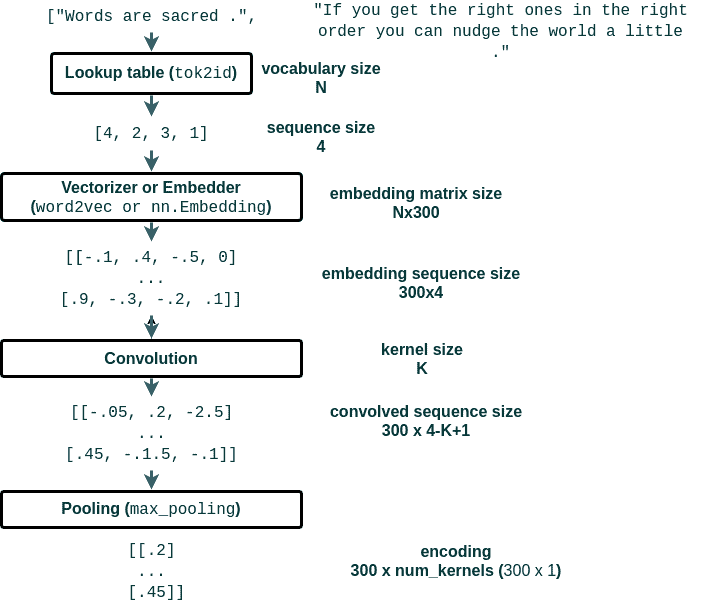 ["Words are sacred .",
"If you get the right ones in the right
order you can nudge the world a little
."
Lookup table (tok2id)
vocabulary size
N
[4, 2, 3, 1]
sequence size
4
Vectorizer or Embedder
(word2vec or nn.Embedding)
embedding matrix size
Nx300
[[-.1, .4, -.5, 0]
...
[.9, -.3, -.2, .1]]
embedding sequence size
300x4
Convolution
kernel size
K
[[-.05, .2, -2.5]
...
[.45, -.1.5, -.1]]
convolved sequence size
300 x 4-K+1
Pooling (max_pooling)
[[.2]
...
[.45]]
encoding
300 x num_kernels (300 x 1)